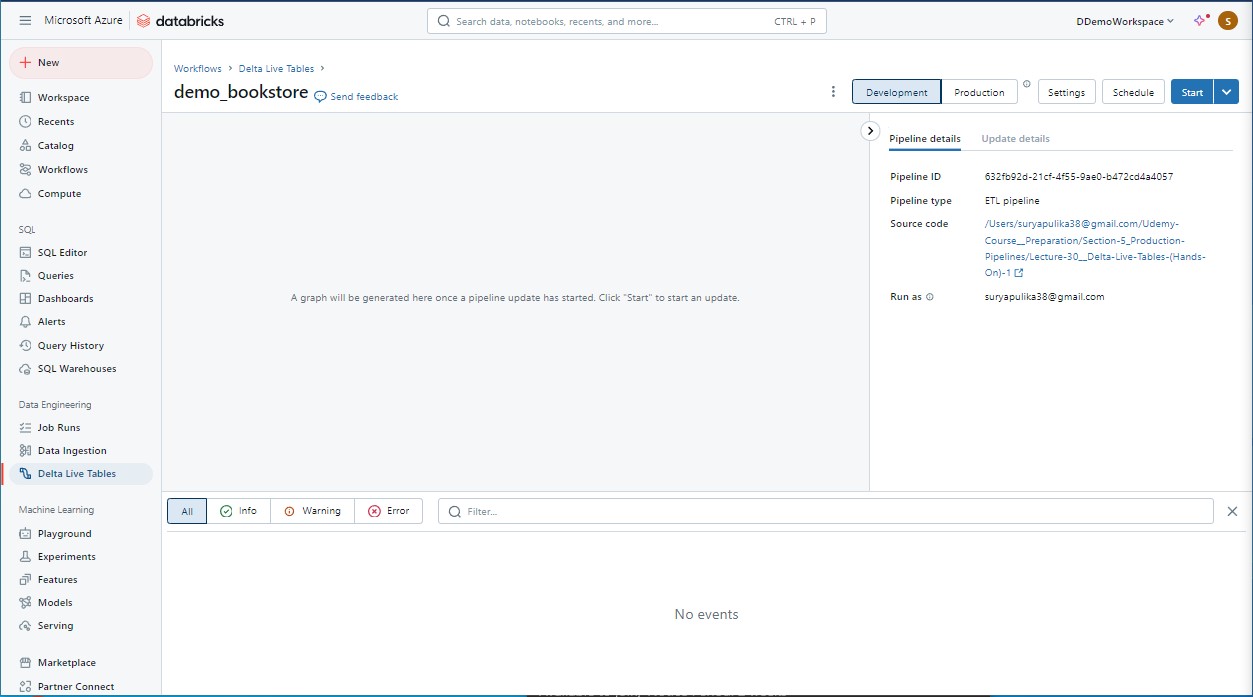 Microsoft Azure
databricks
Search data, notebooks, recents, and more...
CTRL + P
DDemoWorkspace
S
New
Workspace
Recents
Catalog
Workflows
Compute
SQL
SQL Editor
Queries
Dashboards
Alerts
Query History
SQL Warehouses
Data Engineering
Job Runs
Data Ingestion
Delta Live Tables
Machine Learning
Playground
Experiments
Features
Models
Serving
Marketplace
Partner Connect
Workflows > Delta Live Tables >
demo_bookstore
Send feedback
Development
Production
Settings
Schedule
Start
A graph will be generated here once a pipeline update has started. Click "Start" to start an update.
Pipeline details
Update details
Pipeline ID
632fb92d-21cf-4f55-9ae0-b472cd4a4057
Pipeline type
ETL pipeline
Source code
/Users/suryapulika38@gmail.com/Udemy-
Course__Preparation/Section-5_Production-
Pipelines/Lecture-30__Delta-Live-Tables-(Hands-
On)-1
Run as
suryapulika38@gmail.com
All
Info
Warning
Error
Filter...
No events